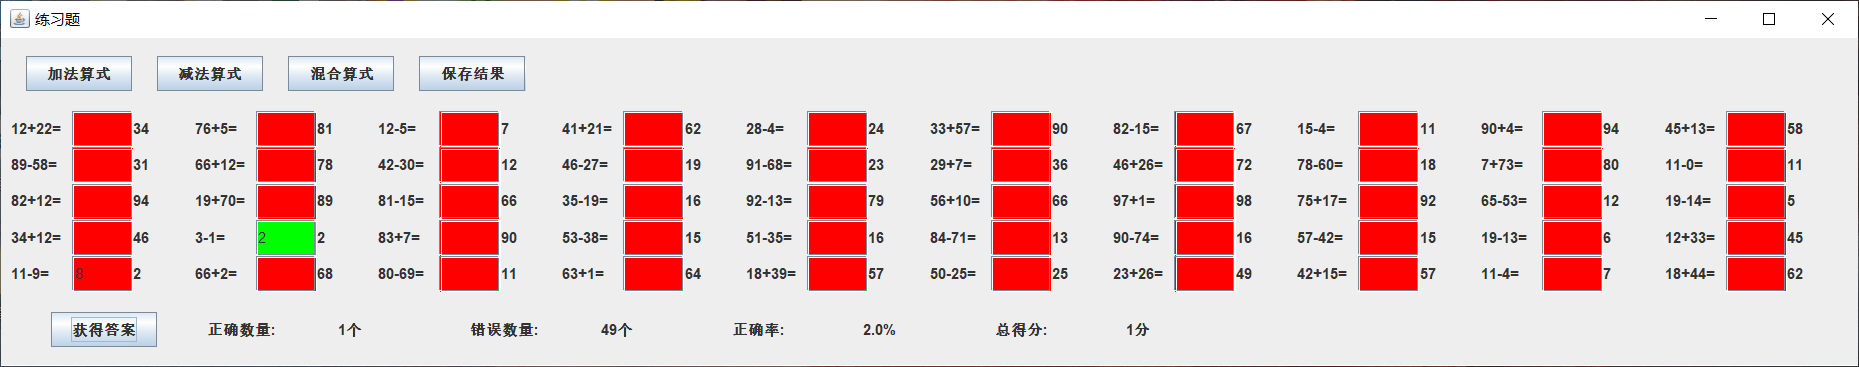 练习题
加法算式 减法算式 混合算式 保存结果
12+22= 34 76+5= 81 12-5= 7 41+21= 62 28-4= 24 33+57= 90 82-15= 67 15-4= 11 90+4= 94 45+13= 58
89-58= 31 66+12= 78 42-30= 12 46-27= 19 91-68= 23 29+7= 36 46+26= 72 78-60= 18 7+73= 80 11-0= 11
82+12= 94 19+70= 89 81-15= 66 35-19= 16 92-13= 79 56+10= 66 97+1= 98 75+17= 92 65-53= 12 19-14= 5
34+12= 46 3-1= 2 2 83+7= 90 53-38= 15 51-35= 16 84-71= 13 90-74= 16 57-42= 15 19-13= 6 12+33= 45
11-9= 8 2 66+2= 68 80-69= 11 63+1= 64 18+39= 57 50-25= 25 23+26= 49 42+15= 57 11-4= 7 18+44= 62
获得答案 正确数量: 1个 错误数量: 49个 正确率: 2.0% 总得分: 1分